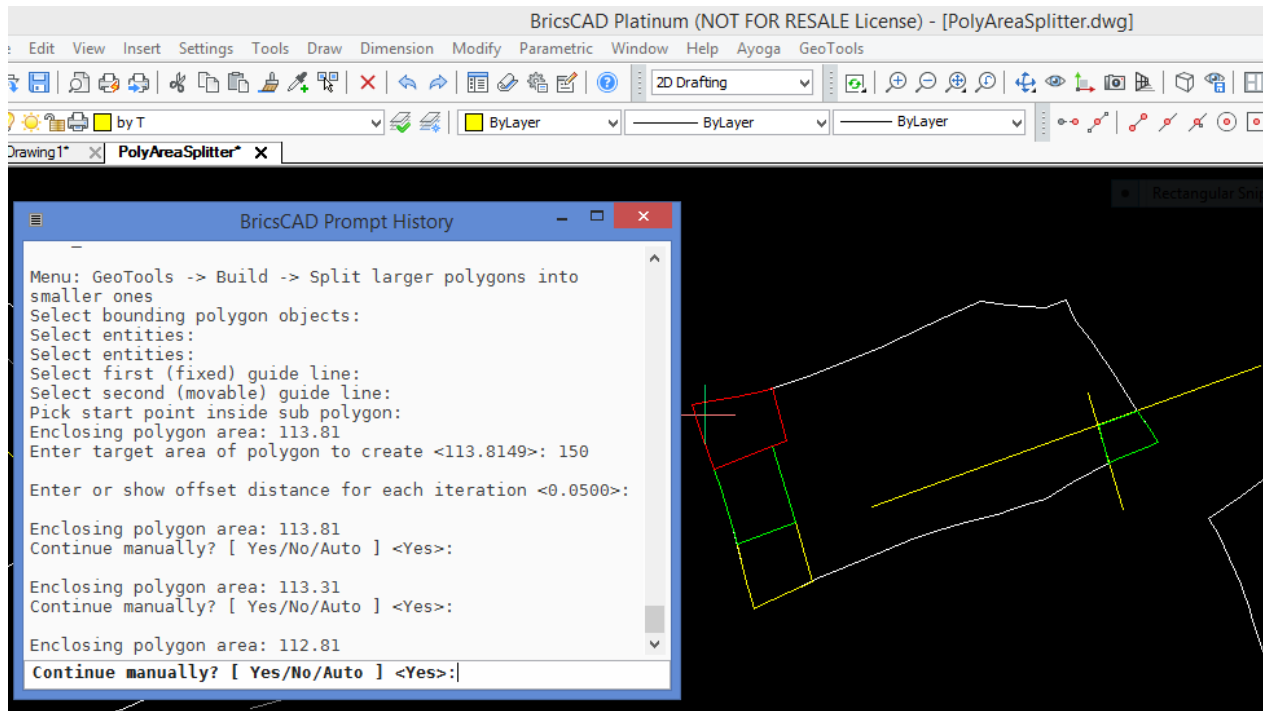 BricsCAD Platinum (NOT FOR RESALE License) - [PolyAreaSplitter.dwg]
Edit View Insert Settings Tools Draw Dimension Modify Parametric Window Help Ayoga GeoTools
2D Drafting
by T ByLayer ByLayer ByLayer
Drawing1* PolyAreaSplitter*
Rectangular Snip
BricsCAD Prompt History
Menu: GeoTools -> Build -> Split larger polygons into
smaller ones
Select bounding polygon objects:
Select entities:
Select entities:
Select first (fixed) guide line:
Select second (movable) guide line:
Pick start point inside sub polygon:
Enclosing polygon area: 113.81
Enter target area of polygon to create <113.8149>: 150
Enter or show offset distance for each iteration <0.0500>:
Enclosing polygon area: 113.81
Continue manually? [ Yes/No/Auto ] <Yes>:
Enclosing polygon area: 113.31
Continue manually? [ Yes/No/Auto ] <Yes>:
Enclosing polygon area: 112.81
Continue manually? [ Yes/No/Auto ] <Yes>: